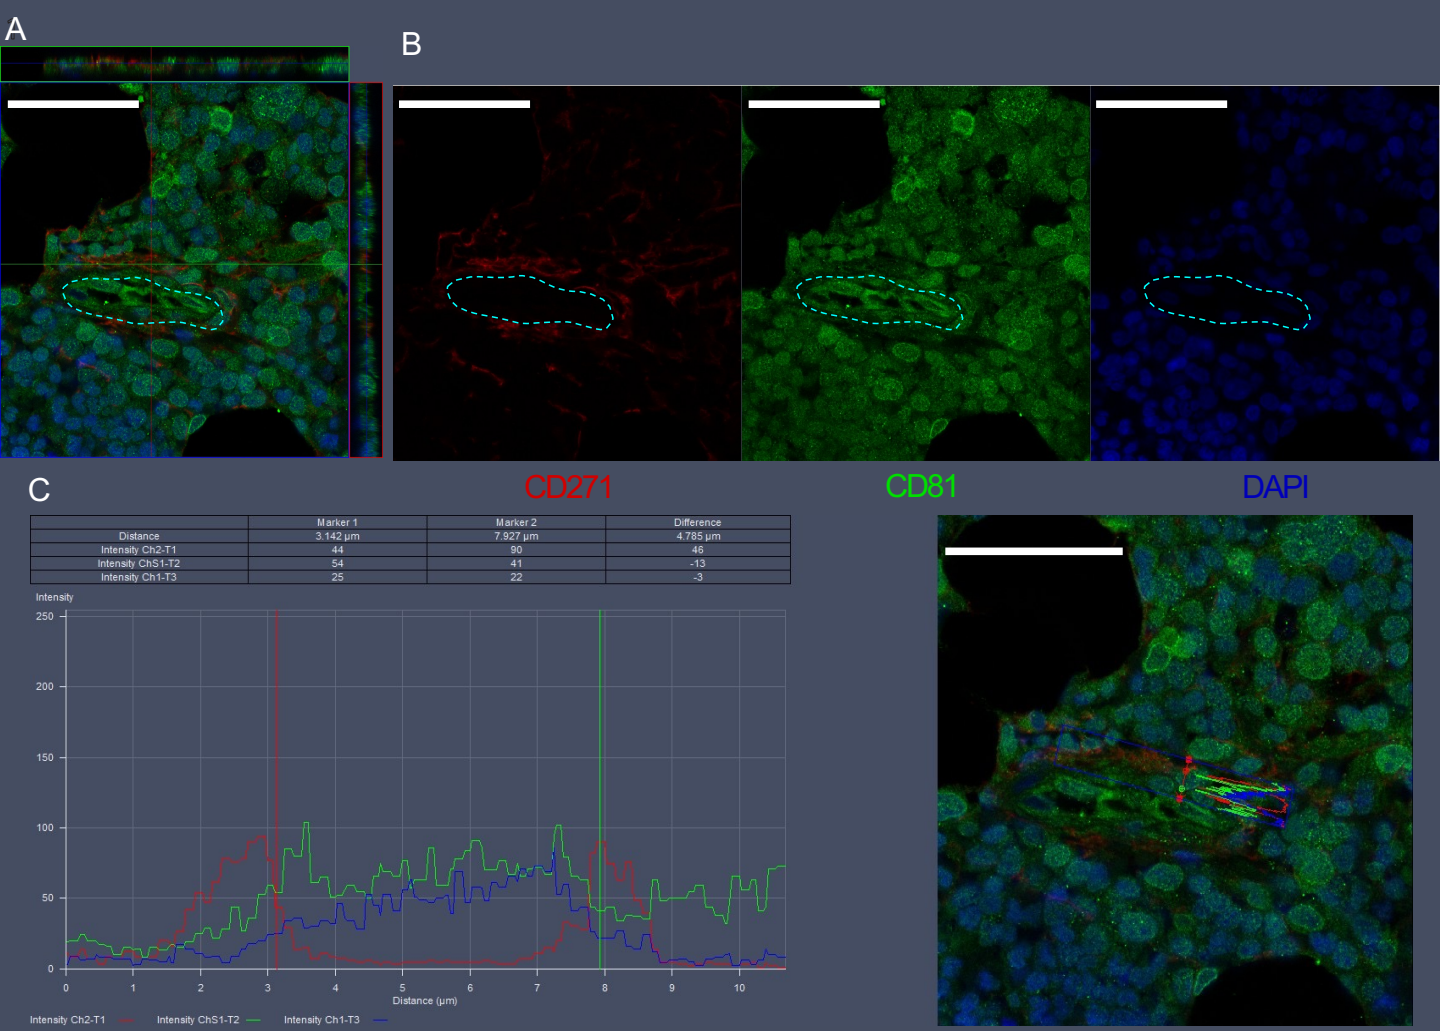 A
B
CD271
CD81
DAPI
C
Marker 1 Marker 2 Difference
Distance 3.142 µm 7.927 µm 4.785 µm
Intensity Ch2-T1 44 90 46
Intensity ChS1-T2 54 41 -13
Intensity Ch1-T3 25 22 -3
Intensity
250
200
150
100
50
0
0 1 2 3 4 5 6 7 8 9 10
Distance (µm)
Intensity Ch2-T1 Intensity ChS1-T2 Intensity Ch1-T3